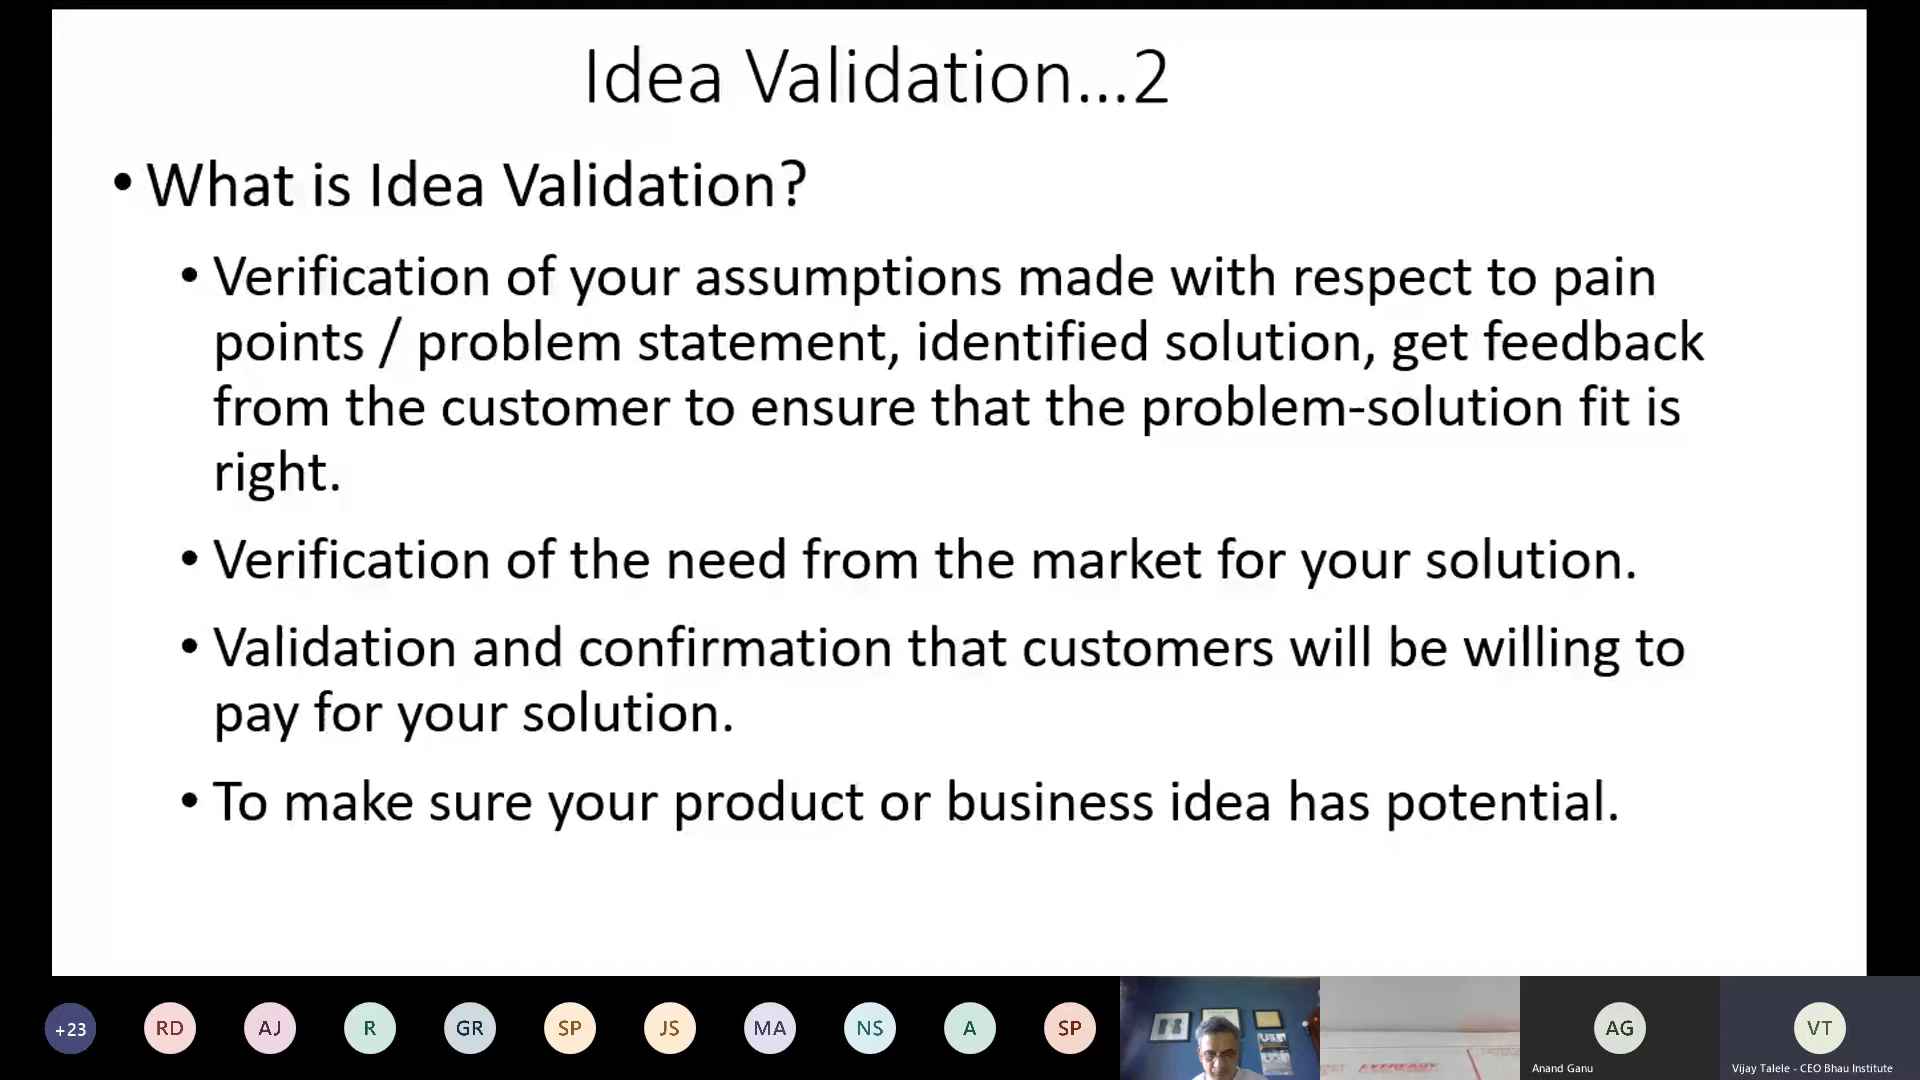 Idea Validation...2
• What is Idea Validation?
• Verification of your assumptions made with respect to pain
points / problem statement, identified solution, get feedback
from the customer to ensure that the problem-solution fit is
right.
• Verification of the need from the market for your solution.
• Validation and confirmation that customers will be willing to
pay for your solution.
• To make sure your product or business idea has potential.
+23 RD AJ R GR SP JS MA NS A SP AG VT
EVEREADY
Anand Ganu Vijay Talele - CEO Bhau Institute